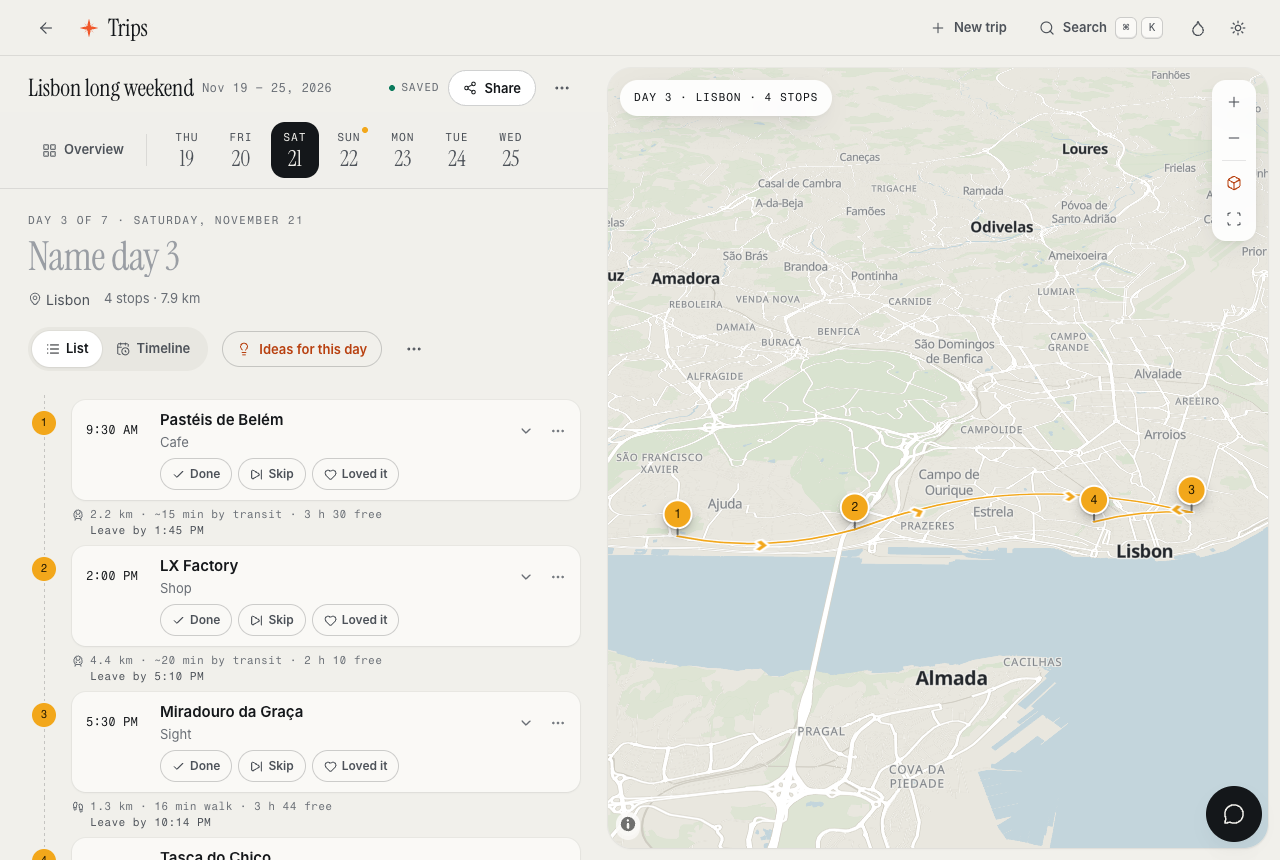 Trips
New trip
Search ⌘ K
Lisbon long weekend Nov 19 – 25, 2026
SAVED
Share
Overview
THU 19
FRI 20
SAT 21
SUN 22
MON 23
TUE 24
WED 25
DAY 3 OF 7 · SATURDAY, NOVEMBER 21
Name day 3
Lisbon 4 stops · 7.9 km
List
Timeline
Ideas for this day
1
9:30 AM
Pastéis de Belém
Cafe
Done Skip Loved it
2.2 km · ~15 min by transit · 3 h 30 free
Leave by 1:45 PM
2
2:00 PM
LX Factory
Shop
Done Skip Loved it
4.4 km · ~20 min by transit · 2 h 10 free
Leave by 5:10 PM
3
5:30 PM
Miradouro da Graça
Sight
Done Skip Loved it
1.3 km · 16 min walk · 3 h 44 free
Leave by 10:14 PM
4
Tasca do Chico
DAY 3 · LISBON · 4 STOPS
Fanhões
Loures
Caneças
Frielas
Casal de Cambra
TRIGACHE
Ramada
A-da-Beja
Famões
Póvoa de
Santo Adrião
Odivelas
São Brás
Ameixoeira
Prior
Brandoa
Pontinha
Amadora
LUMIAR
REBOLEIRA
VENDA NOVA
CARNIDE
DAMAIA
BENFICA
CAMPO
GRANDE
BURACA
São Domingos
de Benfica
ALFRAGIDE
Alvalade
AREEIRO
CAMPOLIDE
Arroios
SÃO FRANCISCO
XAVIER
Campo de
Ourique
1
2
3
4
Ajuda
Estrela
PRAZERES
Lisbon
CACILHAS
Almada
PRAGAL
COVA DA
PIEDADE